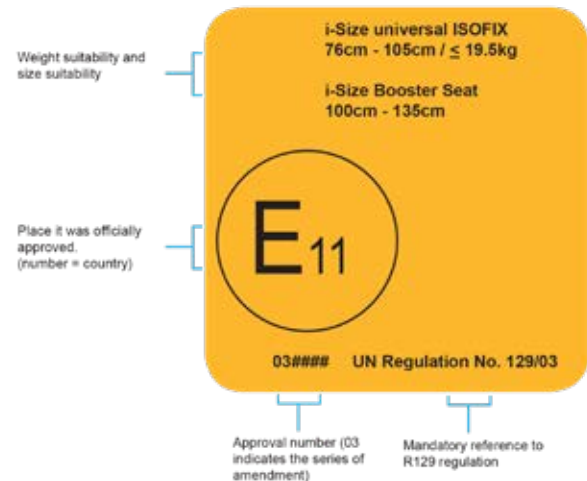 i-Size universal ISOFIX
76cm - 105cm / ≤ 19.5kg
i-Size Booster Seat
100cm - 135cm
Weight suitability and
size suitability
Place it was officially
approved.
(number = country)
E11
03#### UN Regulation No. 129/03
Approval number (03
indicates the series of
amendment)
Mandatory reference to
R129 regulation